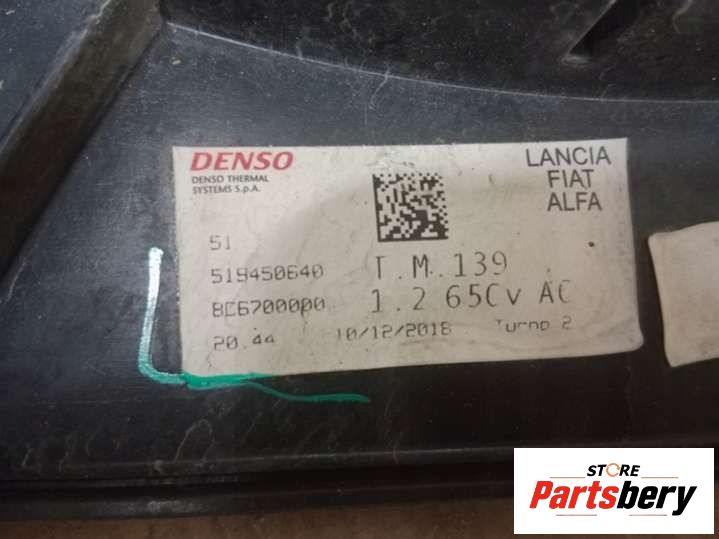 DENSO
DENSO THERMAL
SYSTEMS S.p.A.
LANCIA
FIAT
ALFA
51
519450640
T.M.139
8C6700000
1.2 65Cv AC
20.44 10/12/2018 Turno 2
STORE
Partsbery